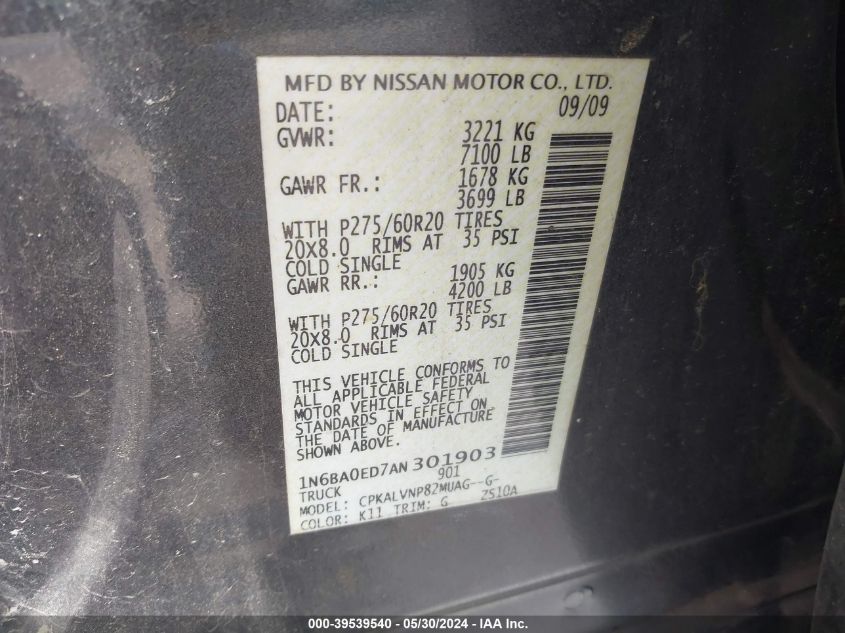 MFD BY NISSAN MOTOR CO., LTD.
DATE: 09/09
GVWR: 3221 KG
7100 LB
GAWR FR.: 1678 KG
3699 LB
WITH P275/60R20 TIRES
20X8.0 RIMS AT 35 PSI
COLD SINGLE
GAWR RR.: 1905 KG
4200 LB
WITH P275/60R20 TIRES
20X8.0 RIMS AT 35 PSI
COLD SINGLE
THIS VEHICLE CONFORMS TO
ALL APPLICABLE FEDERAL
MOTOR VEHICLE SAFETY
STANDARDS IN EFFECT ON
THE DATE OF MANUFACTURE
SHOWN ABOVE.
1N6BA0ED7AN301903
TRUCK 901
MODEL: CPKALVNP82MUAG--G-
COLOR: K11 TRIM: G ZS10A
000-39539540 / 05/30/2024 - IAA Inc.